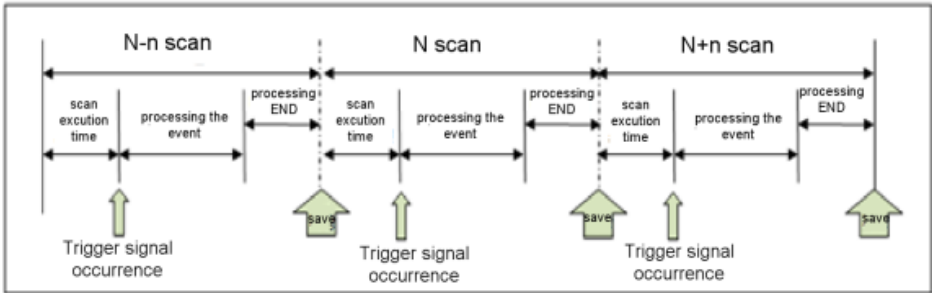 N-n scan
N scan
N+n scan
scan
excution
time
processing the
event
processing
END
scan
excution
time
processing the
event
processing
END
scan
excution
time
processing the
event
processing
END
save
save
save
Trigger signal
occurrence
Trigger signal
occurrence
Trigger signal
occurrence